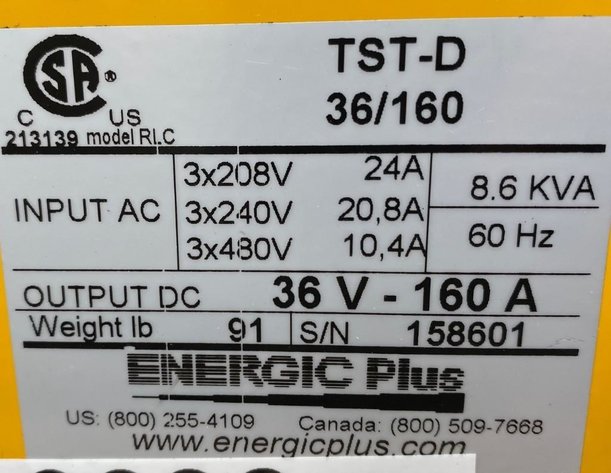 TST-D
36/160
CSA®
C US
213139 model RLC
INPUT AC
3x208V 24A
3x240V 20,8A
3x480V 10,4A
8.6 KVA
60 Hz
OUTPUT DC 36 V - 160 A
Weight lb 91 S/N 158601
ENERGIC Plus
US: (800) 255-4109 Canada: (800) 509-7668
www.energicplus.com